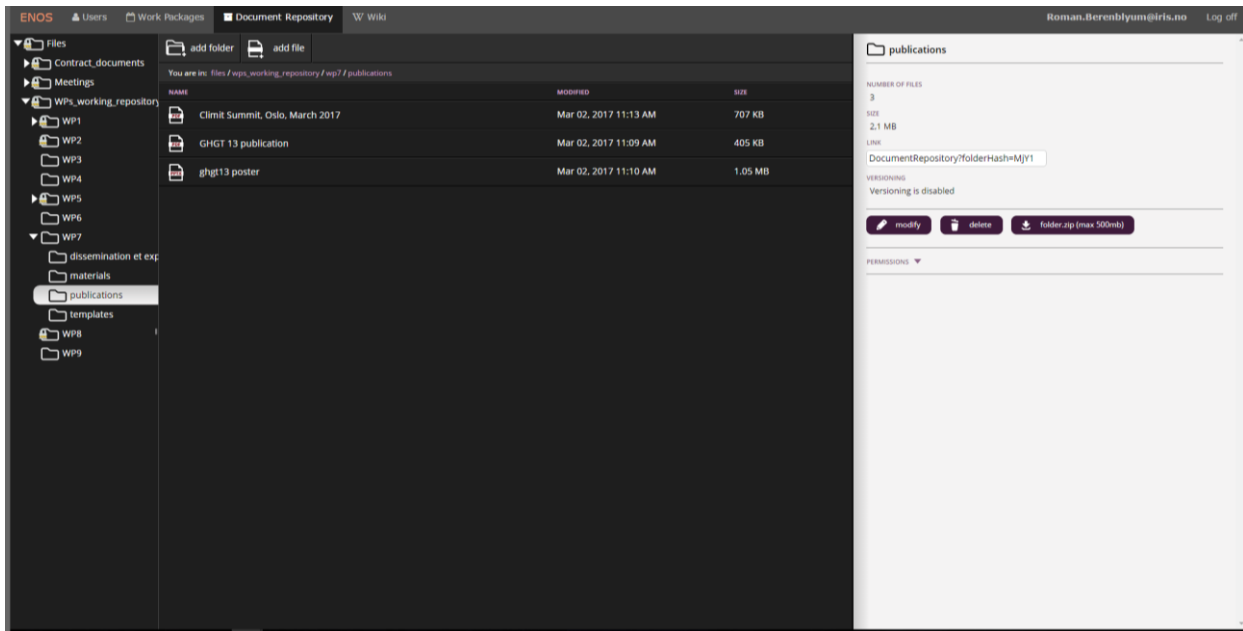 ENOS Users Work Packages Document Repository Wiki Roman.Berenblyum@iris.no Log off
Files
Contract_documents
Meetings
WPs_working_repository
WP1
WP2
WP3
WP4
WP5
WP6
WP7
dissemination et exp
materials
publications
templates
WP8
WP9
add folder add file
You are in: files / wps_working_repository / wp7 / publications
NAME MODIFIED SIZE
Climit Summit, Oslo, March 2017 Mar 02, 2017 11:13 AM 707 KB
GHGT 13 publication Mar 02, 2017 11:09 AM 405 KB
ghgt13 poster Mar 02, 2017 11:10 AM 1.05 MB
publications
NUMBER OF FILES
3
SIZE
2.1 MB
LINK
DocumentRepository?folderHash=MjY1
VERSIONING
Versioning is disabled
modify delete folder.zip (max 500mb)
PERMISSIONS